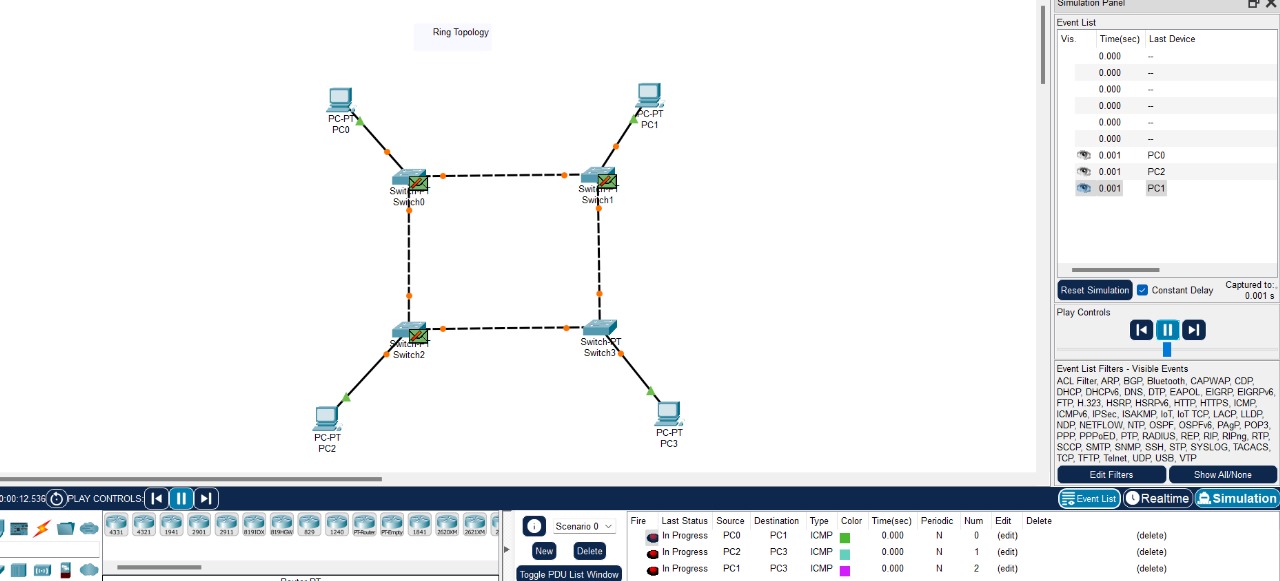 Simulation Panel
Event List
Vis. Time(sec) Last Device
0.000 --
0.000 --
0.000 --
0.000 --
0.000 --
0.000 --
0.001 PC0
0.001 PC2
0.001 PC1
Reset Simulation Constant Delay Captured to:
0.001 s
Play Controls
Event List Filters - Visible Events
ACL Filter, ARP, BGP, Bluetooth, CAPWAP, CDP,
DHCP, DHCPv6, DNS, DTP, EAPOL, EIGRP, EIGRPv6,
FTP, H.323, HSRP, HSRPv6, HTTP, HTTPS, ICMP,
ICMPv6, IPSec, ISAKMP, IoT, IoT TCP, LACP, LLDP,
NDP, NETFLOW, NTP, OSPF, OSPFv6, PAgP, POP3,
PPP, PPPoED, PTP, RADIUS, REP, RIP, RIPng, RTP,
SCCP, SMTP, SNMP, SSH, STP, SYSLOG, TACACS,
TCP, TFTP, Telnet, UDP, USB, VTP
Edit Filters Show All/None
Ring Topology
PC-PT
PC0
PC-PT
PC1
Switch-PT
Switch0
Switch-PT
Switch1
Switch-PT
Switch2
Switch-PT
Switch3
PC-PT
PC2
PC-PT
PC3
0:00:12.536 PLAY CONTROLS:
Event List Realtime Simulation
4331 4321 1941 2901 2911 819IOX 819HGW 829 1240 PT-Router PT-Empty 1841 2620XM 2621XM
Scenario 0
New Delete
Toggle PDU List Window
Fire Last Status Source Destination Type Color Time(sec) Periodic Num Edit Delete
In Progress PC0 PC1 ICMP 0.000 N 0 (edit) (delete)
In Progress PC2 PC3 ICMP 0.000 N 1 (edit) (delete)
In Progress PC1 PC3 ICMP 0.000 N 2 (edit) (delete)